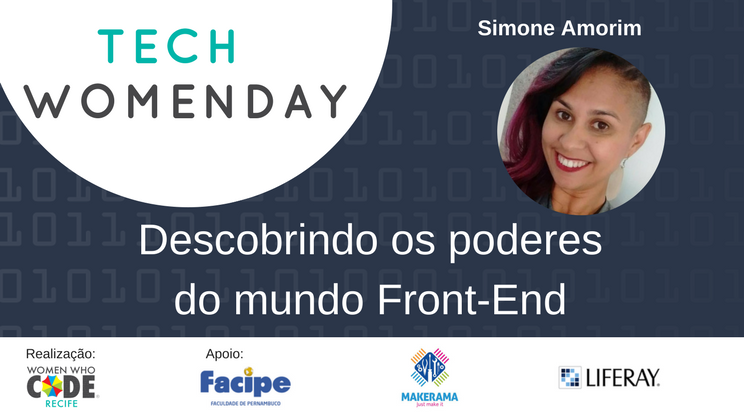 TECH
WOMENDAY
Simone Amorim
Descobrindo os poderes
do mundo Front-End
Realização:
WOMEN WHO
CODE
RECIFE
Apoio:
Facipe
FACULDADE DE PERNAMBUCO
MAKERAMA
just make it
LIFERAY.